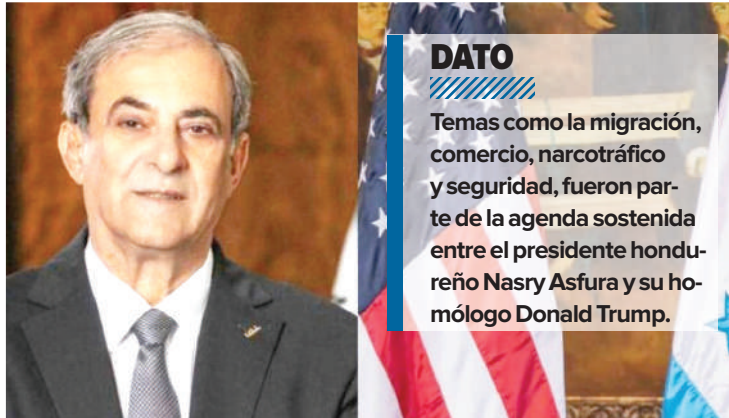 DATO
Temas como la migración,
comercio, narcotráfico
y seguridad, fueron par-
te de la agenda sostenida
entre el presidente hondu-
reño Nasry Asfura y su ho-
mólogo Donald Trump.